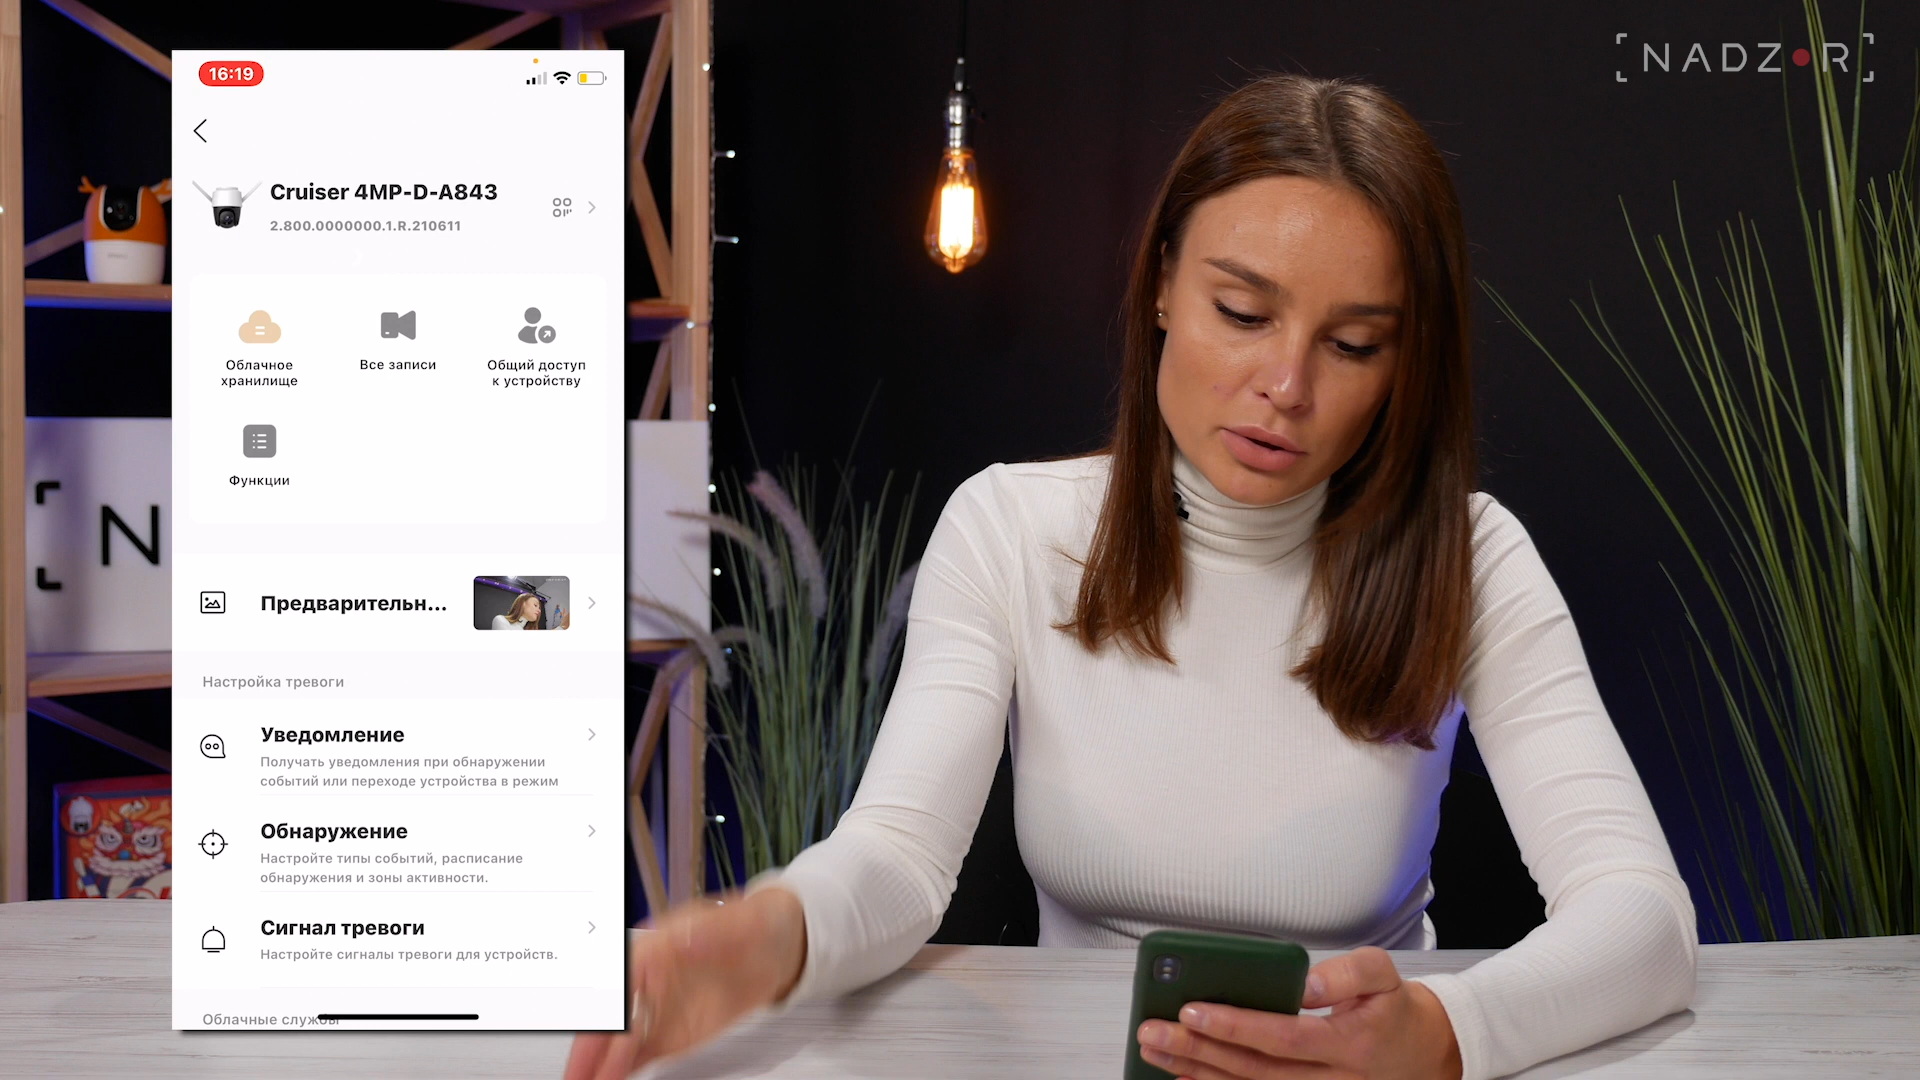 16:19
[NADZOR]
Cruiser 4MP-D-A843
2.800.0000000.1.R.210611
Облачное
хранилище
Все записи
Общий доступ
к устройству
Функции
[N
Предварительн...
Настройка тревоги
Уведомление
Получать уведомления при обнаружении
событий или переходе устройства в режим
Обнаружение
Настройте типы событий, расписание
обнаружения и зоны активности.
Сигнал тревоги
Настройте сигналы тревоги для устройств.
Облачные службы